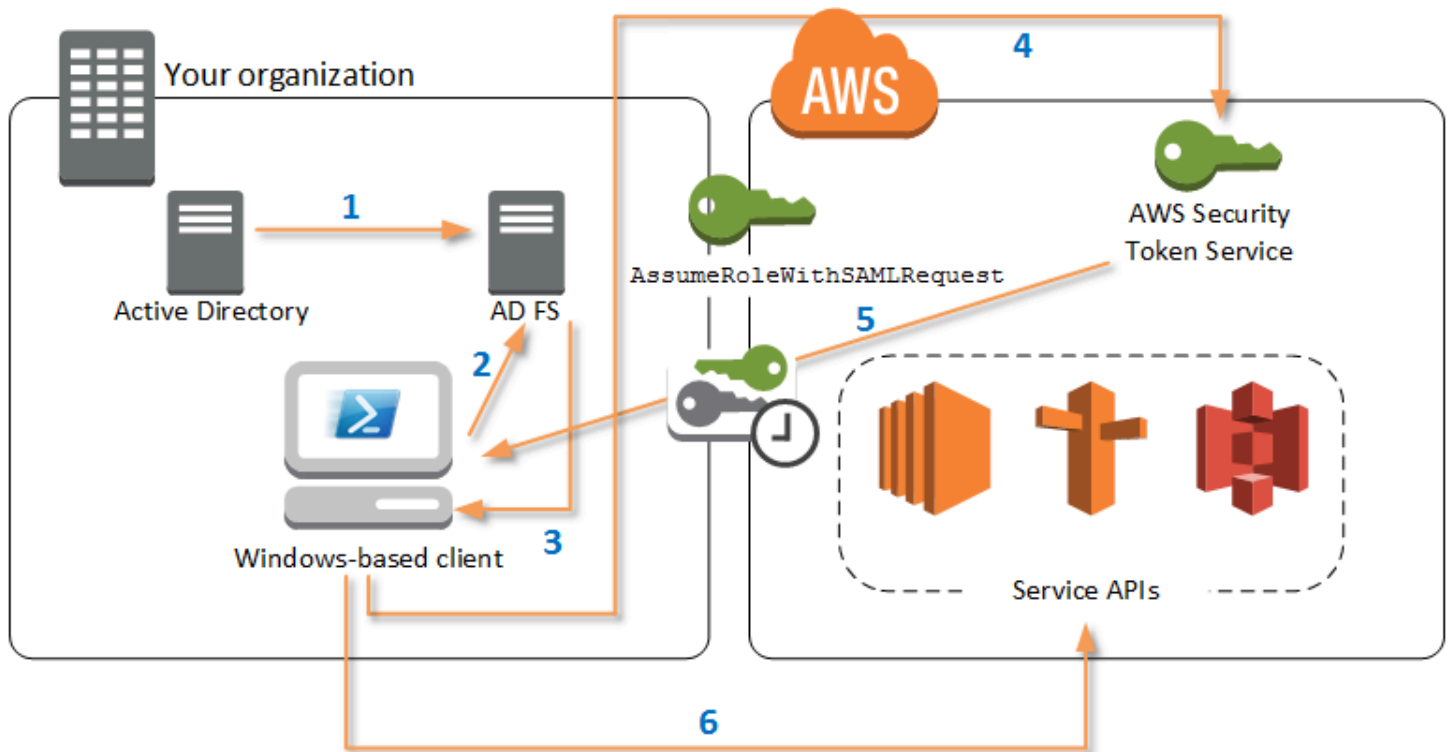 4
Your organization
AWS
1
AWS Security
Token Service
AssumeRoleWithSAMLRequest
Active Directory
AD FS
5
2
3
Windows-based client
Service APIs
6